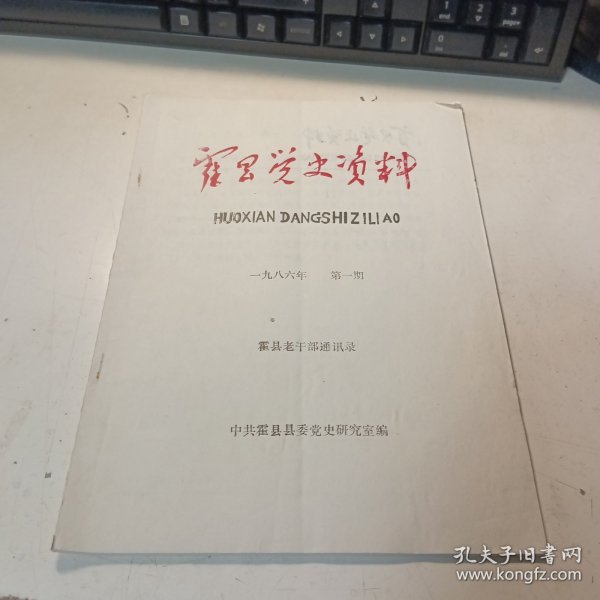 霍县党史资料
HUOXIAN DANGSHI ZILIAO
一九八六年 第一期
霍县老干部通讯录
中共霍县县委党史研究室编
孔夫子旧书网
www.kongfz.com